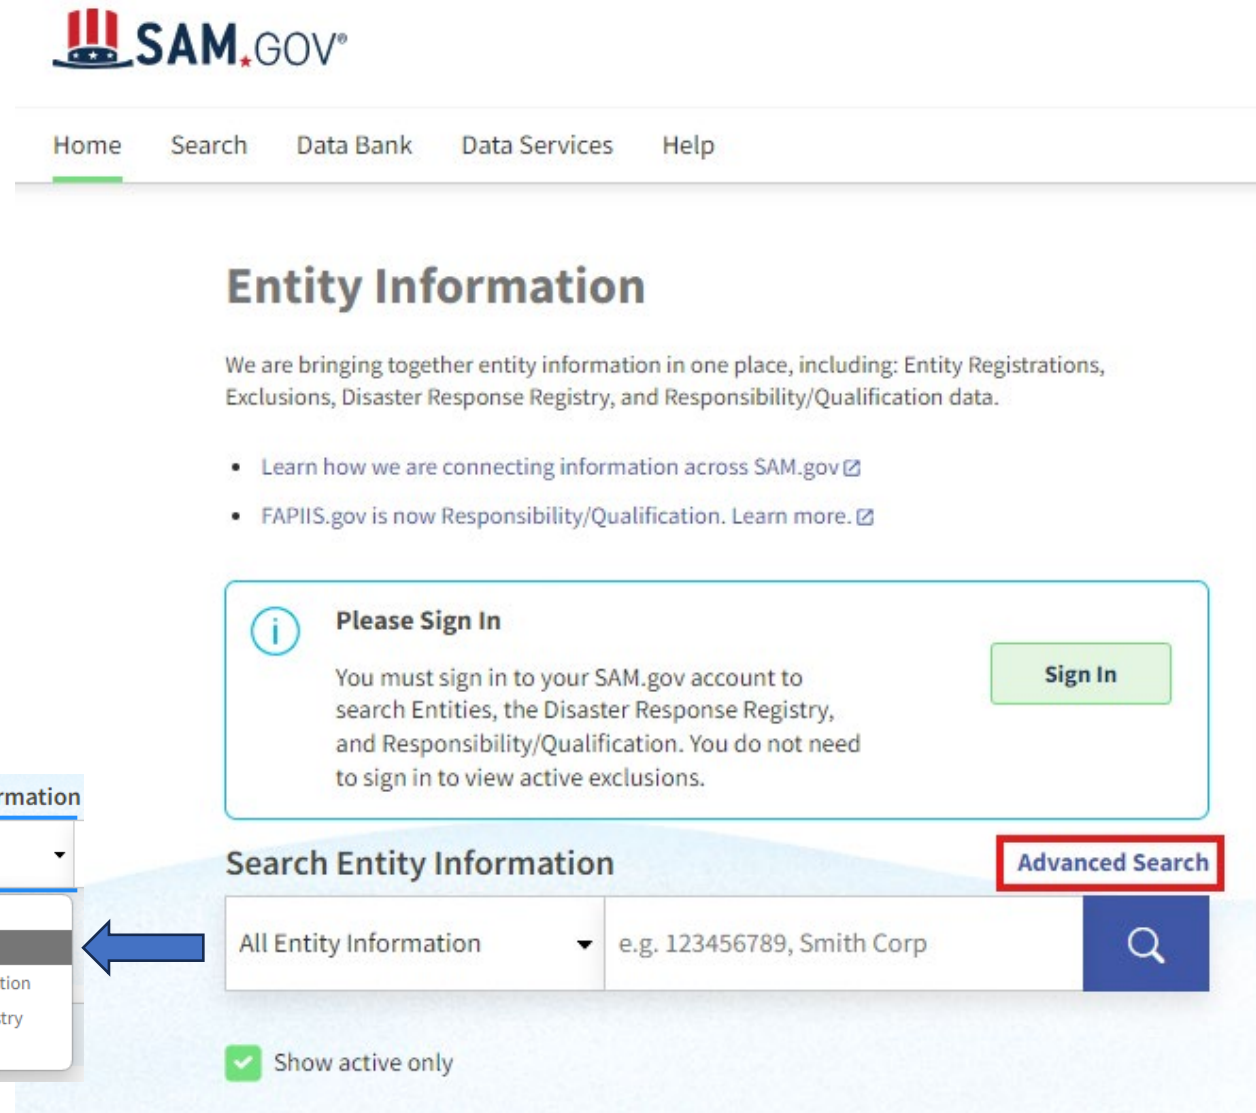 SAM.GOV®
Home Search Data Bank Data Services Help
Entity Information
We are bringing together entity information in one place, including: Entity Registrations,
Exclusions, Disaster Response Registry, and Responsibility/Qualification data.
• Learn how we are connecting information across SAM.gov
• FAPIIS.gov is now Responsibility/Qualification. Learn more.
i
Please Sign In
You must sign in to your SAM.gov account to
search Entities, the Disaster Response Registry,
and Responsibility/Qualification. You do not need
to sign in to view active exclusions.
Sign In
rmation
tion
stry
Search Entity Information
Advanced Search
All Entity Information
e.g. 123456789, Smith Corp
Show active only